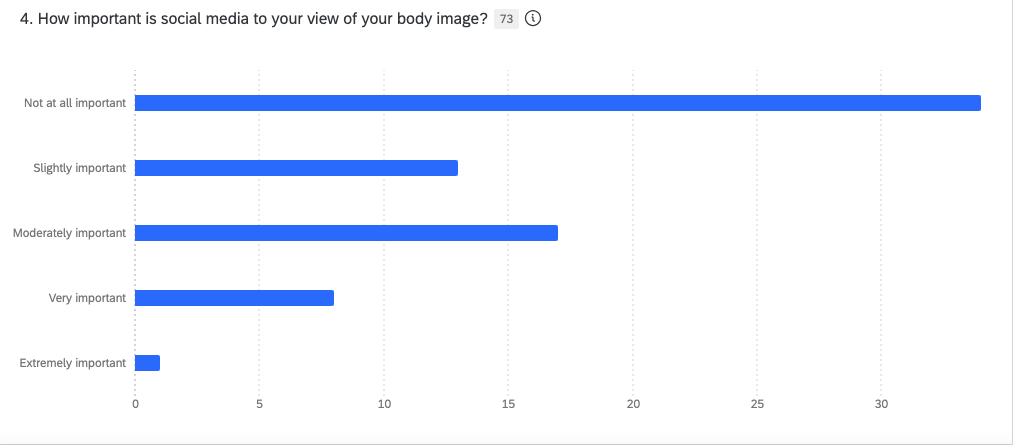 4. How important is social media to your view of your body image? 73 i
Not at all important
Slightly important
Moderately important
Very important
Extremely important
0 5 10 15 20 25 30